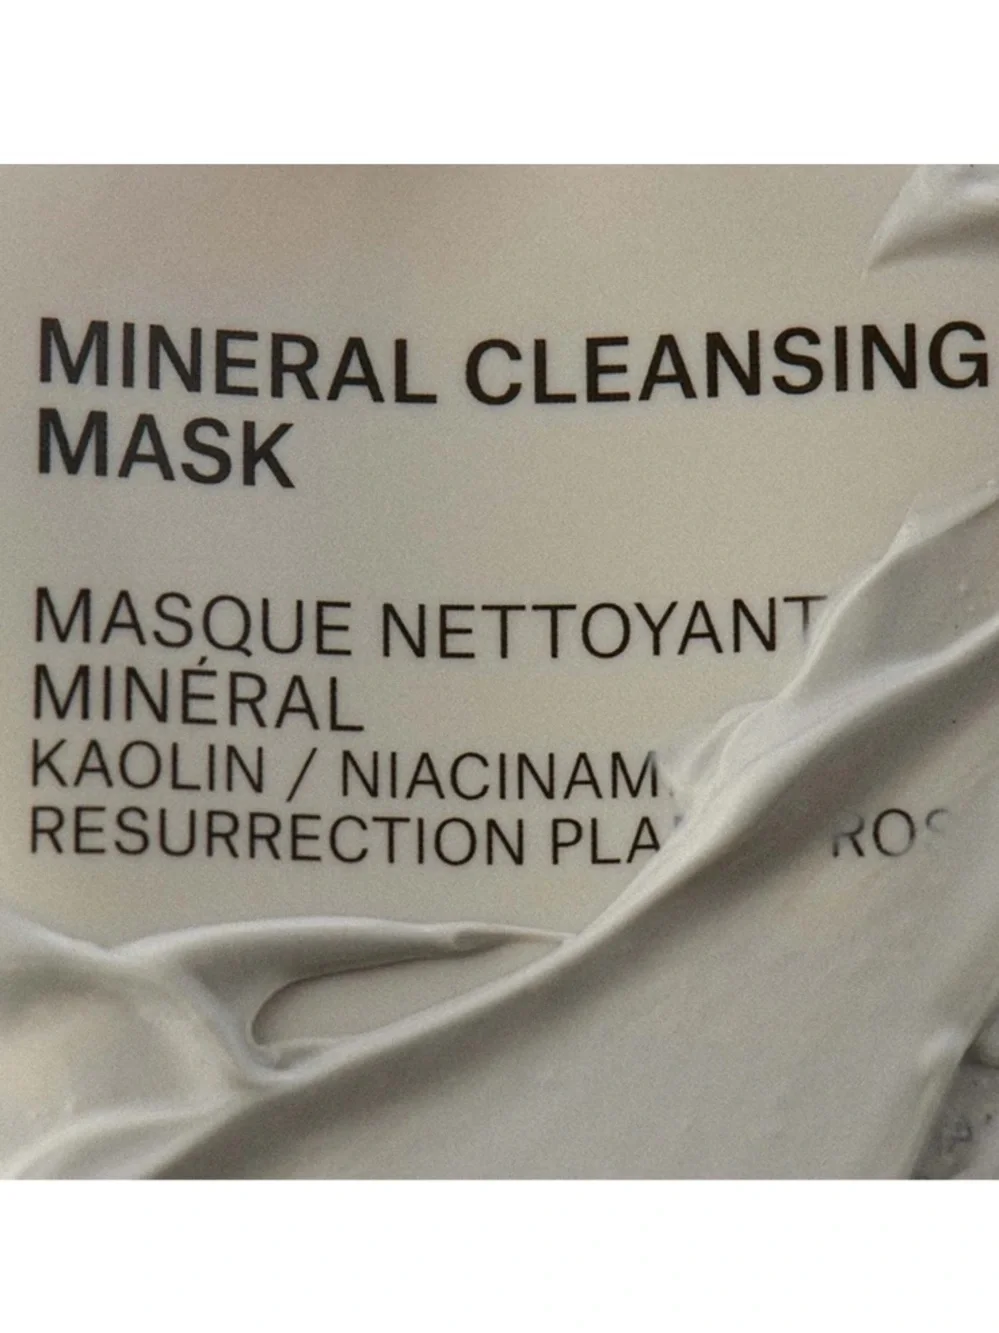 MINERAL CLEANSING
MASK
MASQUE NETTOYANT
MINÉRAL
KAOLIN /
RESURRECTION